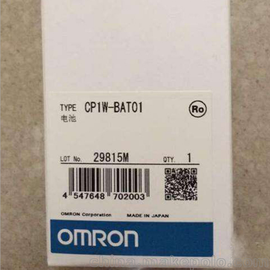 TYPE CP1W-BAT01
电池
Ro
LOT No. 29815M QTY. 1
4 547648 702003
OMRON Corporation MADE IN JAPAN
OMRON